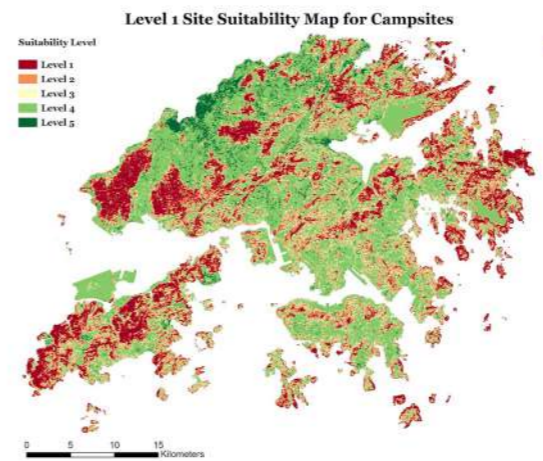 Level 1 Site Suitability Map for Campsites
Suitability Level
Level 1
Level 2
Level 3
Level 4
Level 5
0 5 10 15
Kilometers